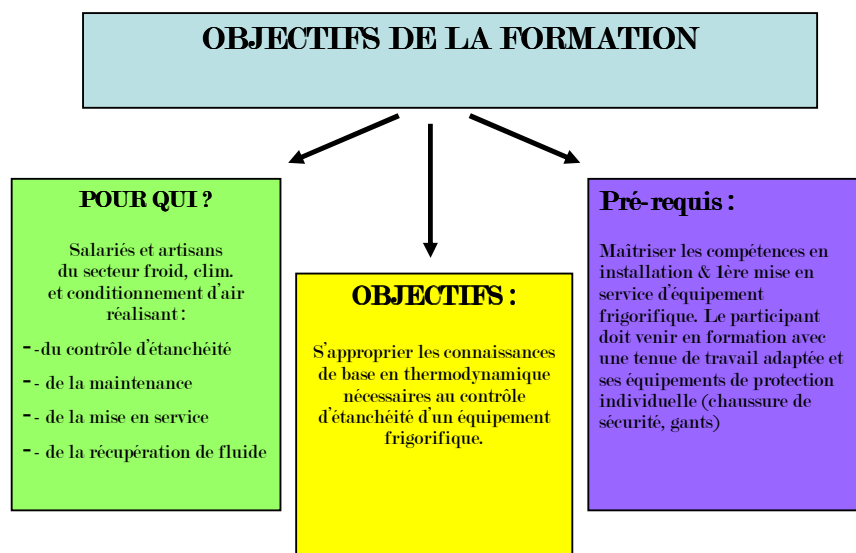 OBJECTIFS DE LA FORMATION
POUR QUI ?
Salariés et artisans
du secteur froid, clim.
et conditionnement d'air
réalisant :
- -du contrôle d'étanchéité
- - de la maintenance
- - de la mise en service
- - de la récupération de fluide
OBJECTIFS :
S'approprier les connaissances
de base en thermodynamique
nécessaires au contrôle
d'étanchéité d'un équipement
frigorifique.
Pré-requis :
Maîtriser les compétences en
installation & 1ère mise en
service d'équipement
frigorifique. Le participant
doit venir en formation avec
une tenue de travail adaptée et
ses équipements de protection
individuelle (chaussure de
sécurité, gants)